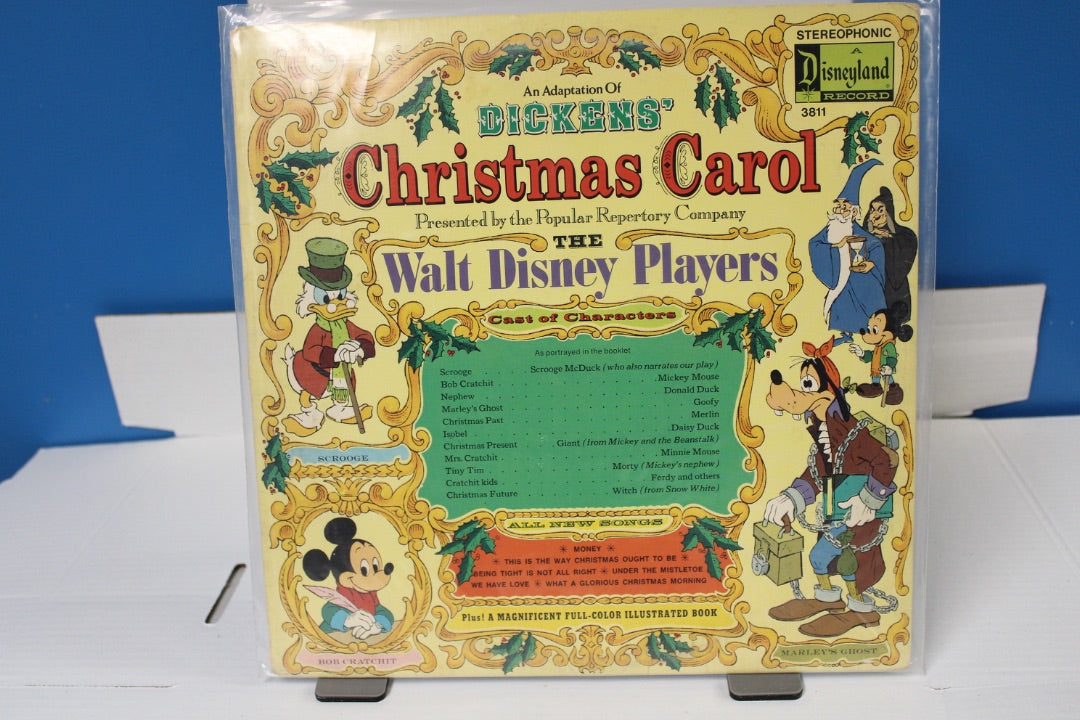 STEREOPHONIC
A
Disneyland
RECORD
3811
An Adaptation Of
DICKENS'
Christmas Carol
Presented by the Popular Repertory Company
THE
Walt Disney Players
Cast of Characters
As portrayed in the booklet
Scrooge Scrooge McDuck (who also narrates our play)
Bob Cratchit . . . . . . . . . . . Mickey Mouse
Nephew . . . . . . . . . . . Donald Duck
Marley's Ghost . . . . . . . . . . . Goofy
Christmas Past . . . . . . . . . . . Merlin
Isobel . . . . . . . . . . . Daisy Duck
Christmas Present . . Giant (from Mickey and the Beanstalk)
Mrs. Cratchit . . . . . . . . . . . Minnie Mouse
Tiny Tim . . . . . . . . Morty (Mickey's nephew)
Cratchit kids . . . . . . . . . . Ferdy and others
Christmas Future . . . . . . . Witch (from Snow White)
SCROOGE
ALL NEW SONGS
✳ MONEY ✳
✳ THIS IS THE WAY CHRISTMAS OUGHT TO BE ✳
BEING TIGHT IS NOT ALL RIGHT ✳ UNDER THE MISTLETOE
WE HAVE LOVE ✳ WHAT A GLORIOUS CHRISTMAS MORNING
Plus! A MAGNIFICENT FULL-COLOR ILLUSTRATED BOOK
BOB CRATCHIT
MARLEY'S GHOST